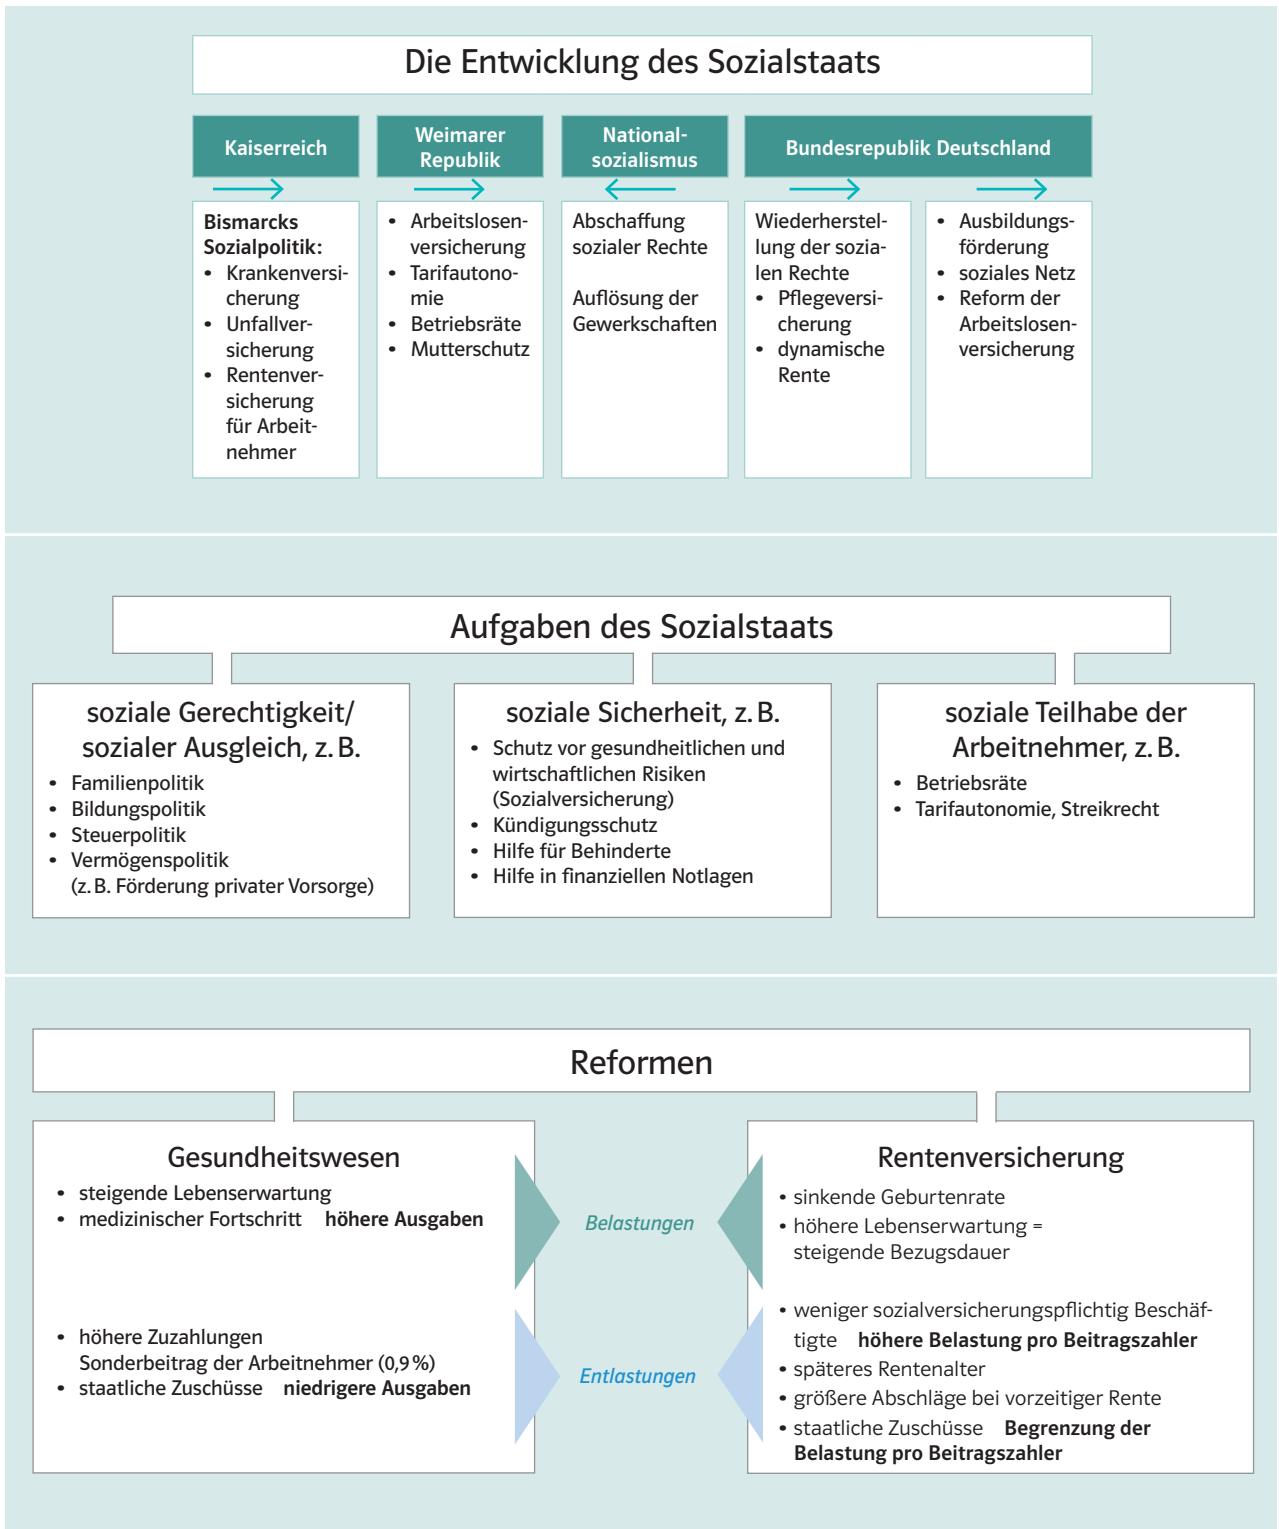 Die Entwicklung des Sozialstaats
Kaiserreich
Bismarcks
Sozialpolitik:
• Krankenversi-
cherung
• Unfallver-
sicherung
• Rentenver-
sicherung
für Arbeit-
nehmer
Weimarer
Republik
• Arbeitslosen-
versicherung
• Tarifautono-
mie
• Betriebsräte
• Mutterschutz
National-
sozialismus
Abschaffung
sozialer Rechte
Auflösung der
Gewerkschaften
Bundesrepublik Deutschland
Wiederherstel-
lung der sozia-
len Rechte
• Pflegeversi-
cherung
• dynamische
Rente
• Ausbildungs-
förderung
• soziales Netz
• Reform der
Arbeitslosen-
versicherung
Aufgaben des Sozialstaats
soziale Gerechtigkeit/
sozialer Ausgleich, z. B.
• Familienpolitik
• Bildungspolitik
• Steuerpolitik
• Vermögenspolitik
(z. B. Förderung privater Vorsorge)
soziale Sicherheit, z. B.
• Schutz vor gesundheitlichen und
wirtschaftlichen Risiken
(Sozialversicherung)
• Kündigungsschutz
• Hilfe für Behinderte
• Hilfe in finanziellen Notlagen
soziale Teilhabe der
Arbeitnehmer, z. B.
• Betriebsräte
• Tarifautonomie, Streikrecht
Reformen
Gesundheitswesen
• steigende Lebenserwartung
• medizinischer Fortschritt höhere Ausgaben
• höhere Zuzahlungen
Sonderbeitrag der Arbeitnehmer (0,9 %)
• staatliche Zuschüsse niedrigere Ausgaben
Belastungen
Entlastungen
Rentenversicherung
• sinkende Geburtenrate
• höhere Lebenserwartung =
steigende Bezugsdauer
• weniger sozialversicherungspflichtig Beschäf-
tigte höhere Belastung pro Beitragszahler
• späteres Rentenalter
• größere Abschläge bei vorzeitiger Rente
• staatliche Zuschüsse Begrenzung der
Belastung pro Beitragszahler